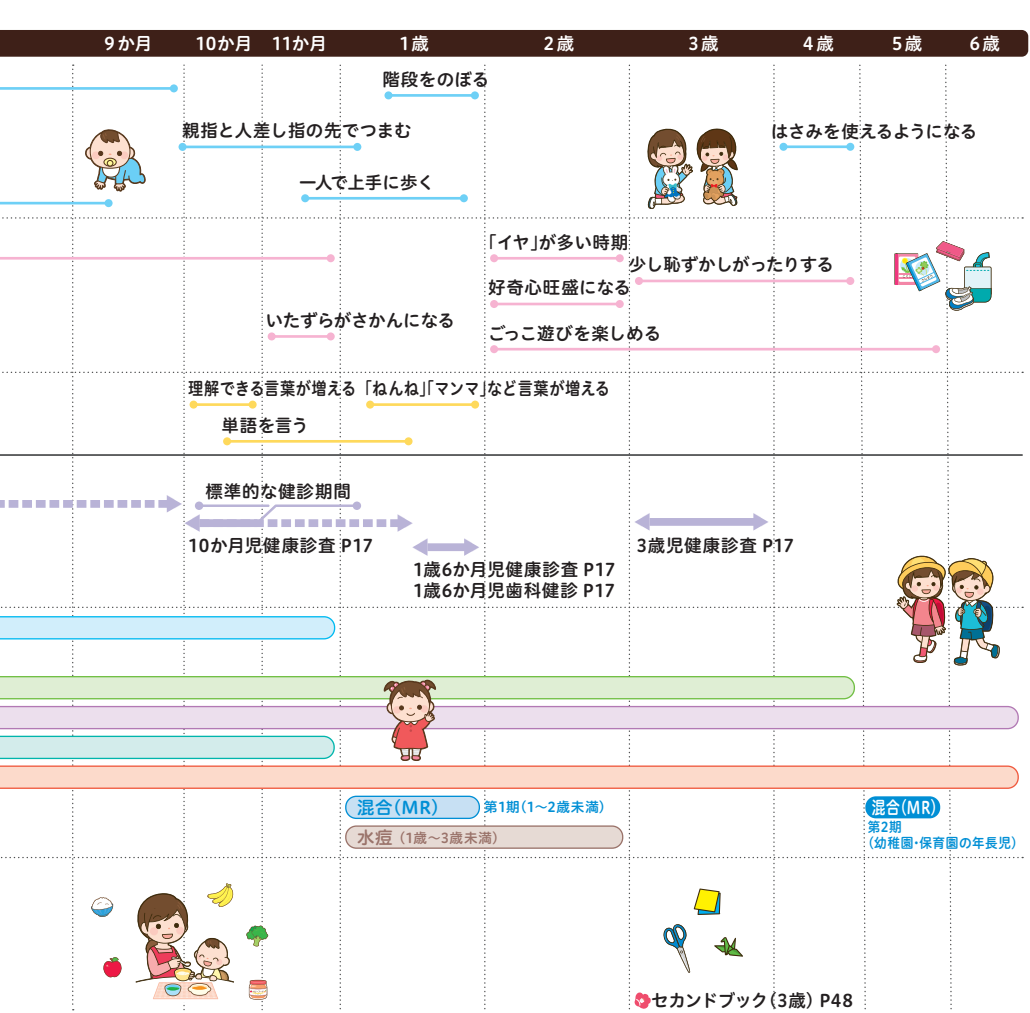 9か月 10か月 11か月 1歳 2歳 3歳 4歳 5歳 6歳
階段をのぼる
親指と人差し指の先でつまむ
はさみを使えるようになる
一人で上手に歩く
「イヤ」が多い時期
少し恥ずかしがったりする
好奇心旺盛になる
いたずらがさかんになる
ごっこ遊びを楽しめる
理解できる言葉が増える
「ねんね」「マンマ」など言葉が増える
単語を言う
標準的な健診期間
10か月児健康診査 P17
3歳児健康診査 P17
1歳6か月児健康診査 P17
1歳6か月児歯科健診 P17
混合(MR) 第1期(1～2歳未満)
混合(MR)
第2期
(幼稚園・保育園の年長児)
水痘(1歳～3歳未満)
セカンドブック(3歳) P48